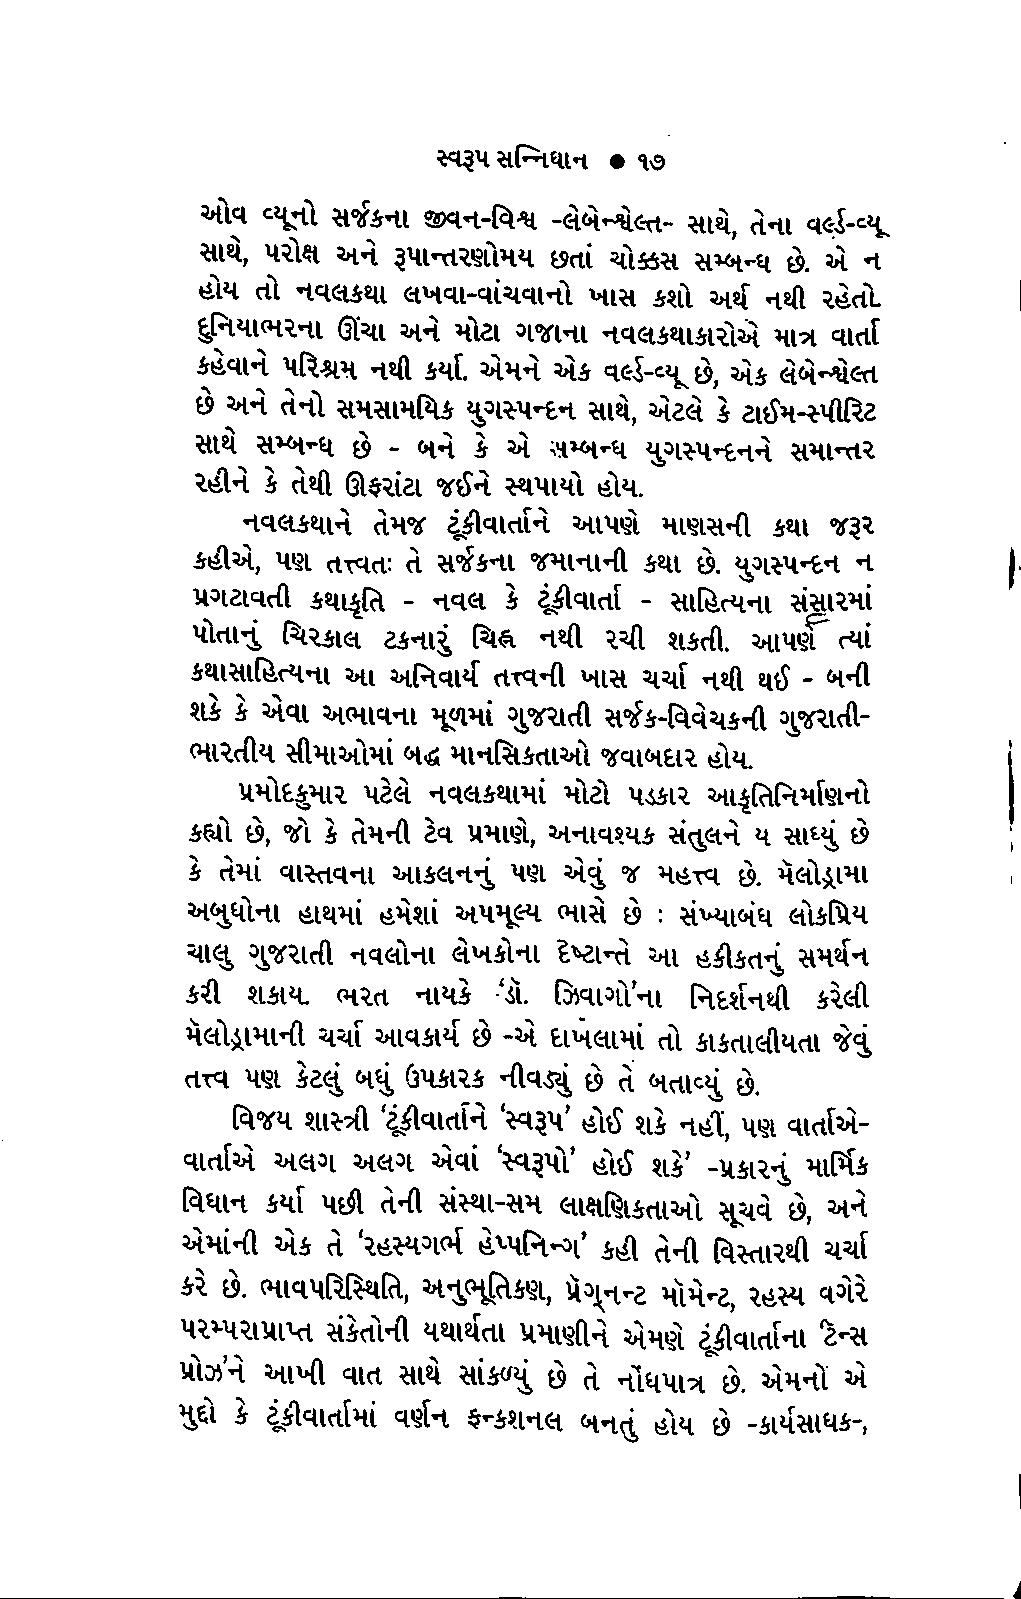 સ્વરૂપ સન્નિધાન ● ૧૭
ઓવ વ્યૂનો સર્જકના જીવન-વિશ્વ -લેબેન્શ્વેલ્ત- સાથે, તેના વર્લ્ડ-વ્યૂ
સાથે, પરોક્ષ અને રૂપાન્તરણોમય છતાં ચોક્કસ સમ્બન્ધ છે. એ ન
હોય તો નવલકથા લખવા-વાંચવાનો ખાસ કશો અર્થ નથી રહેતો.
દુનિયાભરના ઊંચા અને મોટા ગજાના નવલકથાકારોએ માત્ર વાર્તા
કહેવાને પરિશ્રમ નથી કર્યા. એમને એક વર્લ્ડ-વ્યૂ છે, એક લેબેન્શ્વેલ્ત
છે અને તેનો સમસામયિક યુગસ્પન્દન સાથે, એટલે કે ટાઈમ-સ્પીરિટ
સાથે સમ્બન્ધ છે - બને કે એ સમ્બન્ધ યુગસ્પન્દનને સમાન્તર
રહીને કે તેથી ઊફરાંટા જઈને સ્થપાયો હોય.
નવલકથાને તેમજ ટૂંકીવાર્તાને આપણે માણસની કથા જરૂર
કહીએ, પણ તત્ત્વતઃ તે સર્જકના જમાનાની કથા છે. યુગસ્પન્દન ન
પ્રગટાવતી કથાકૃતિ - નવલ કે ટૂંકીવાર્તા - સાહિત્યના સંસારમાં
પોતાનું ચિરકાલ ટકનારું ચિહ્ન નથી રચી શકતી. આપણે ત્યાં
કથાસાહિત્યના આ અનિવાર્ય તત્ત્વની ખાસ ચર્ચા નથી થઈ - બની
શકે કે એવા અભાવના મૂળમાં ગુજરાતી સર્જક-વિવેચકની ગુજરાતી-
ભારતીય સીમાઓમાં બદ્ધ માનસિકતાઓ જવાબદાર હોય.
પ્રમોદકુમાર પટેલે નવલકથામાં મોટો પડકાર આકૃતિનિર્માણનો
કહ્યો છે, જો કે તેમની ટેવ પ્રમાણે, અનાવશ્યક સંતુલને ય સાધ્યું છે
કે તેમાં વાસ્તવના આકલનનું પણ એવું જ મહત્ત્વ છે. મૅલોડ્રામા
અબુધોના હાથમાં હમેશાં અપમૂલ્ય ભાસે છે : સંખ્યાબંધ લોકપ્રિય
ચાલુ ગુજરાતી નવલોના લેખકોના દૃષ્ટાન્તે આ હકીકતનું સમર્થન
કરી શકાય. ભરત નાયકે ‘ડૉ. ઝિવાગો’ના નિદર્શનથી કરેલી
મૅલોડ્રામાની ચર્ચા આવકાર્ય છે -એ દાખલામાં તો કાકતાલીયતા જેવું
તત્ત્વ પણ કેટલું બધું ઉપકારક નીવડ્યું છે તે બતાવ્યું છે.
વિજય શાસ્ત્રી ‘ટૂંકીવાર્તાને ‘સ્વરૂપ’ હોઈ શકે નહીં, પણ વાર્તાએ-
વાર્તાએ અલગ અલગ એવાં ‘સ્વરૂપો’ હોઈ શકે’ -પ્રકારનું માર્મિક
વિધાન કર્યા પછી તેની સંસ્થા-સમ લાક્ષણિકતાઓ સૂચવે છે, અને
એમાંની એક તે ‘રહસ્યગર્ભ હેપ્પનિન્ગ’ કહી તેની વિસ્તારથી ચર્ચા
કરે છે. ભાવપરિસ્થિતિ, અનુભૂતિકણ, પ્રૅગ્નન્ટ મૉમેન્ટ, રહસ્ય વગેરે
પરમ્પરાપ્રાપ્ત સંકેતોની યથાર્થતા પ્રમાણીને એમણે ટૂંકીવાર્તાના ‘ટૅન્સ
પ્રોઝ’ને આખી વાત સાથે સાંકળ્યું છે તે નોંધપાત્ર છે. એમનોં એ
મુદ્દો કે ટૂંકીવાર્તામાં વર્ણન ફન્કશનલ બનતું હોય છે -કાર્યસાધક-,